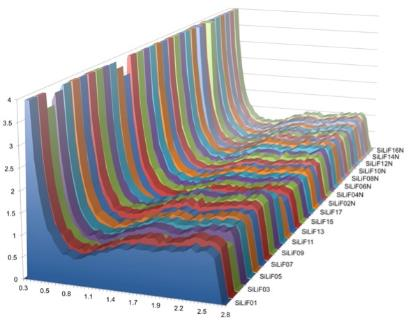 4
3.5
3
2.5
2
1.5
1
0.5
0
0.3 0.5 0.8 1.1 1.4 1.7 1.9 2.2 2.5 2.8
SiLiF16N
SiLiF14N
SiLiF12N
SiLiF10N
SiLiF08N
SiLiF06N
SiLiF04N
SiLiF02N
SiLiF17
SiLiF15
SiLiF13
SiLiF11
SiLiF09
SiLiF07
SiLiF05
SiLiF03
SiLiF01